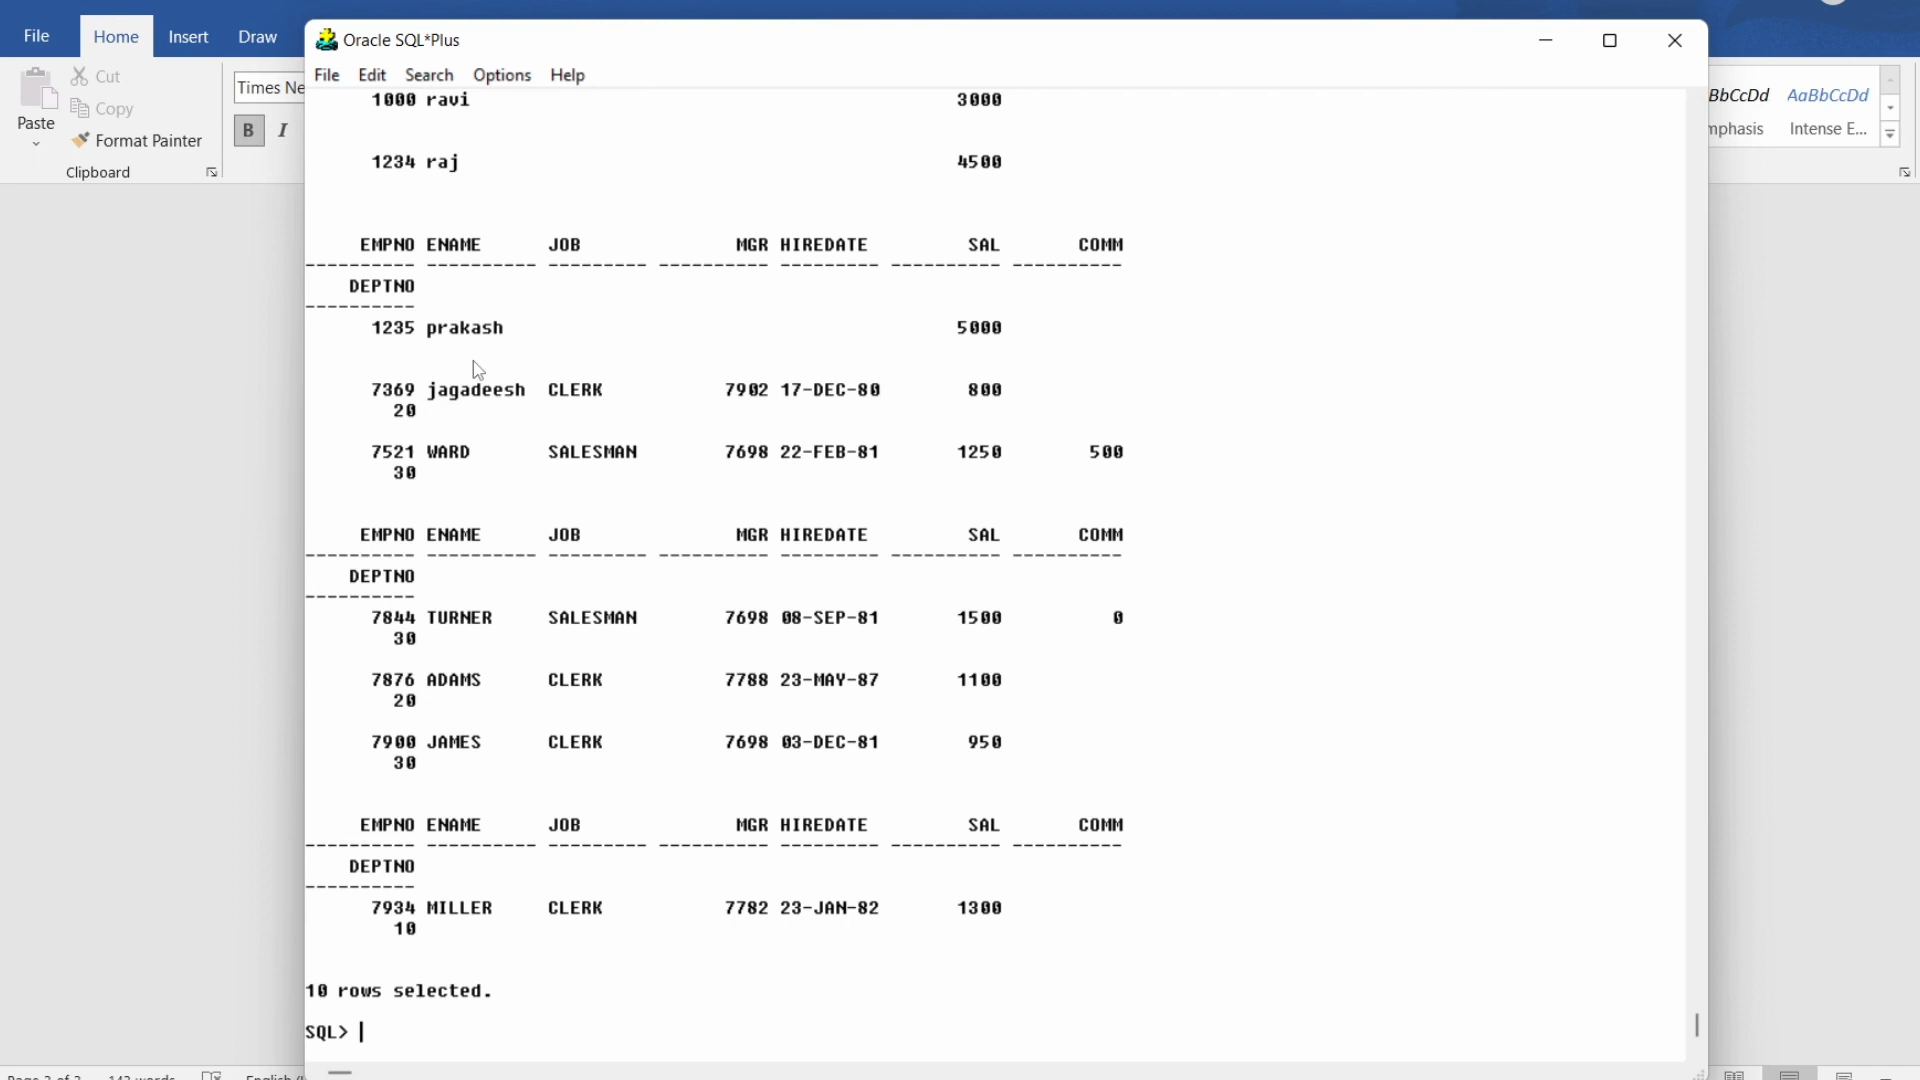 File Home Insert Draw
Cut
Copy
Paste
Format Painter
Clipboard
Times Ne
B I
BbCcDd AaBbCcDd
mphasis Intense E...
Oracle SQL*Plus
File Edit Search Options Help
1000 ravi 3000
1234 raj 4500
EMPNO ENAME JOB MGR HIREDATE SAL COMM
---------- ---------- --------- ---------- --------- ---------- ----------
DEPTNO
----------
1235 prakash 5000
7369 jagadeesh CLERK 7902 17-DEC-80 800
20
7521 WARD SALESMAN 7698 22-FEB-81 1250 500
30
EMPNO ENAME JOB MGR HIREDATE SAL COMM
---------- ---------- --------- ---------- --------- ---------- ----------
DEPTNO
----------
7844 TURNER SALESMAN 7698 08-SEP-81 1500 0
30
7876 ADAMS CLERK 7788 23-MAY-87 1100
20
7900 JAMES CLERK 7698 03-DEC-81 950
30
EMPNO ENAME JOB MGR HIREDATE SAL COMM
---------- ---------- --------- ---------- --------- ---------- ----------
DEPTNO
----------
7934 MILLER CLERK 7782 23-JAN-82 1300
10
10 rows selected.
SQL>